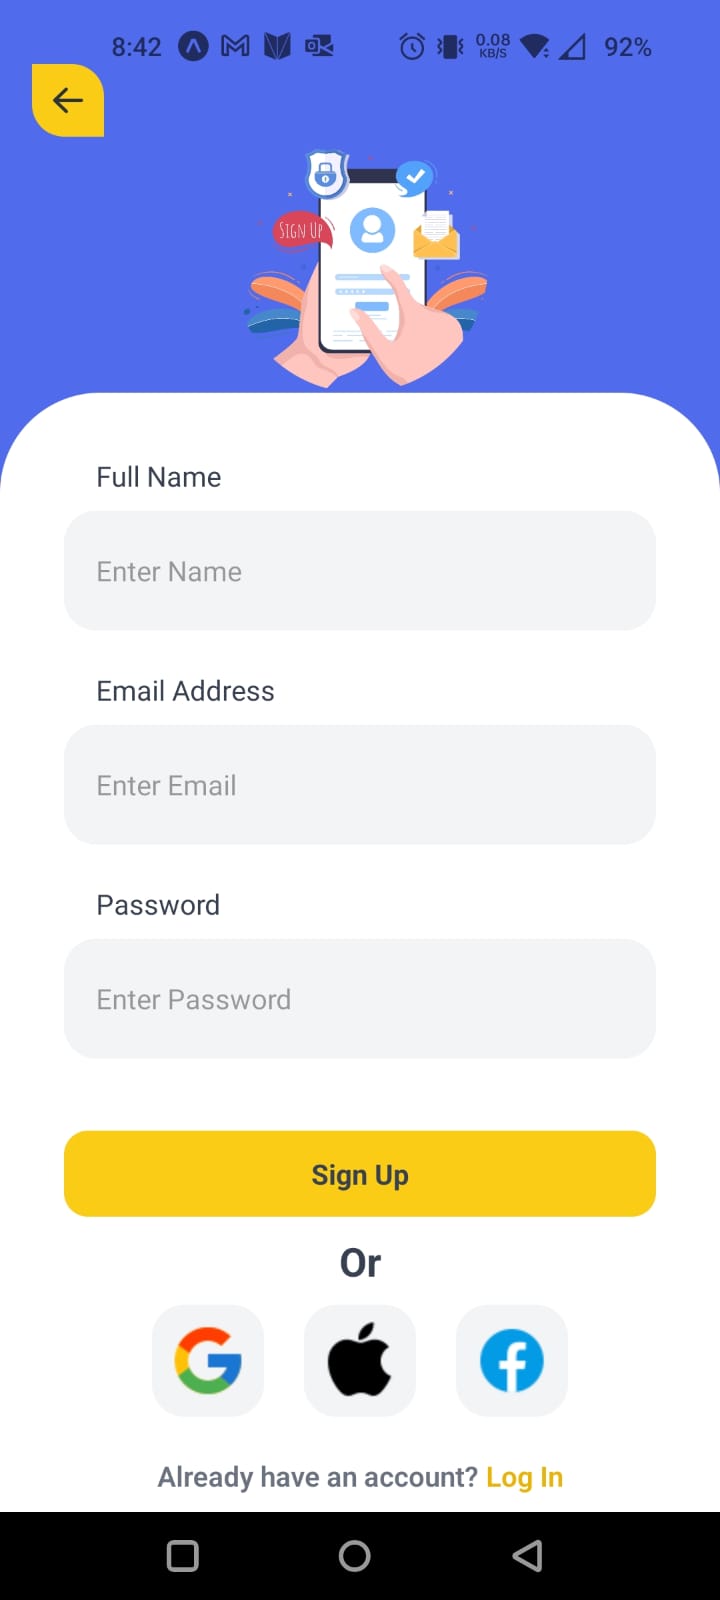 8:42 0.08 KB/S 92%
SIGN UP
Full Name
Enter Name
Email Address
Enter Email
Password
Enter Password
Sign Up
Or
Already have an account? Log In